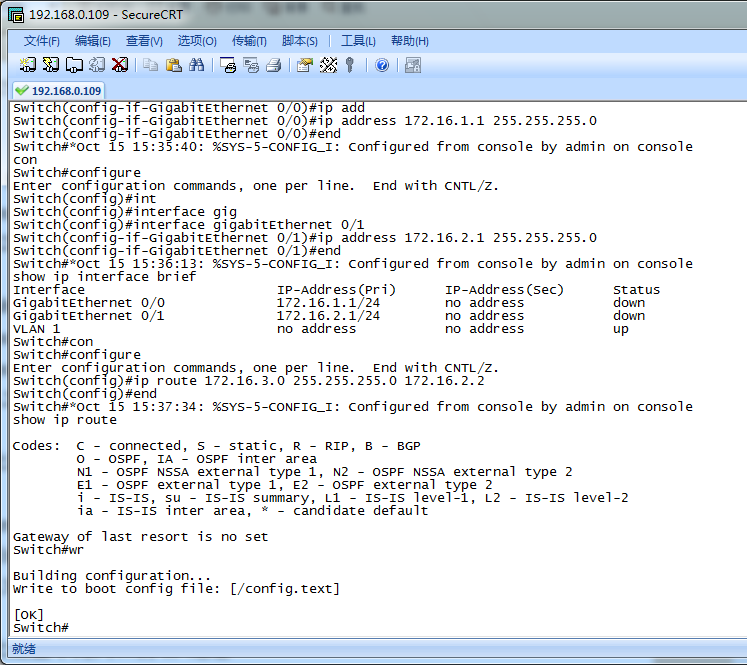 192.168.0.109 - SecureCRT
文件(F) 编辑(E) 查看(V) 选项(O) 传输(T) 脚本(S) 工具(L) 帮助(H)
192.168.0.109
Switch(config-if-GigabitEthernet 0/0)#ip add
Switch(config-if-GigabitEthernet 0/0)#ip address 172.16.1.1 255.255.255.0
Switch(config-if-GigabitEthernet 0/0)#end
Switch#*Oct 15 15:35:40: %SYS-5-CONFIG_I: Configured from console by admin on console
con
Switch#configure
Enter configuration commands, one per line.  End with CNTL/Z.
Switch(config)#int
Switch(config)#interface gig
Switch(config)#interface gigabitEthernet 0/1
Switch(config-if-GigabitEthernet 0/1)#ip address 172.16.2.1 255.255.255.0
Switch(config-if-GigabitEthernet 0/1)#end
Switch#*Oct 15 15:36:13: %SYS-5-CONFIG_I: Configured from console by admin on console
show ip interface brief
Interface                        IP-Address(Pri)      IP-Address(Sec)      Status
GigabitEthernet 0/0              172.16.1.1/24        no address           down
GigabitEthernet 0/1              172.16.2.1/24        no address           down
VLAN 1                           no address           no address           up
Switch#con
Switch#configure
Enter configuration commands, one per line.  End with CNTL/Z.
Switch(config)#ip route 172.16.3.0 255.255.255.0 172.16.2.2
Switch(config)#end
Switch#*Oct 15 15:37:34: %SYS-5-CONFIG_I: Configured from console by admin on console
show ip route
Codes:  C - connected, S - static, R - RIP, B - BGP
        O - OSPF, IA - OSPF inter area
        N1 - OSPF NSSA external type 1, N2 - OSPF NSSA external type 2
        E1 - OSPF external type 1, E2 - OSPF external type 2
        i - IS-IS, su - IS-IS summary, L1 - IS-IS level-1, L2 - IS-IS level-2
        ia - IS-IS inter area, * - candidate default
Gateway of last resort is no set
Switch#wr
Building configuration...
Write to boot config file: [/config.text]
[OK]
Switch#
就绪